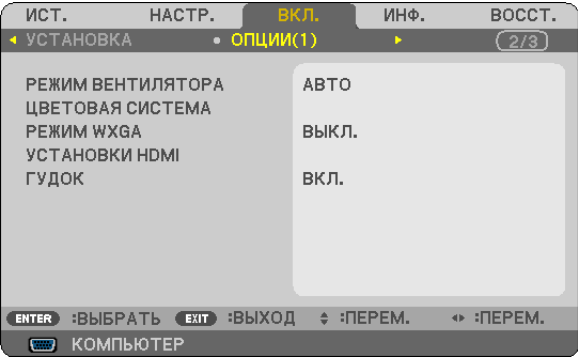 ИСТ. НАСТР. ВКЛ. ИНФ. ВОССТ.
УСТАНОВКА ОПЦИИ(1) 2/3
РЕЖИМ ВЕНТИЛЯТОРА АВТО
ЦВЕТОВАЯ СИСТЕМА
РЕЖИМ WXGA ВЫКЛ.
УСТАНОВКИ HDMI
ГУДОК ВКЛ.
ENTER :ВЫБРАТЬ EXIT :ВЫХОД :ПЕРЕМ. :ПЕРЕМ.
КОМПЬЮТЕР